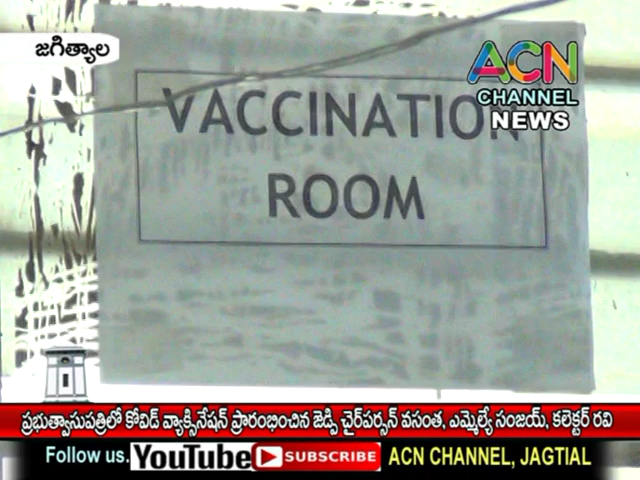 జగిత్యాల
ACN
CHANNEL
NEWS
VACCINATION
ROOM
ప్రభుత్వాసుపత్రిలో కోవిడ్ వ్యాక్సినేషన్ ప్రారంభించిన జెడ్పి చైర్‌పర్సన్ వసంత, ఎమ్మెల్యే సంజయ్, కలెక్టర్ రవి
Follow us. YouTube SUBSCRIBE ACN CHANNEL, JAGTIAL